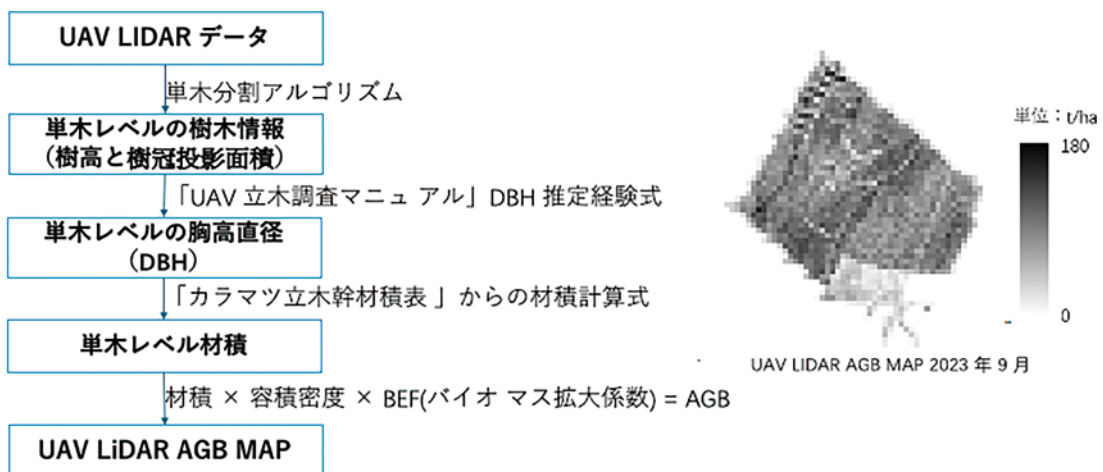 UAV LIDAR データ
単木分割アルゴリズム
単木レベルの樹木情報
（樹高と樹冠投影面積）
「UAV 立木調査マニュ アル」DBH 推定経験式
単木レベルの胸高直径
（DBH）
「カラマツ立木幹材積表 」からの材積計算式
単木レベル材積
材積 × 容積密度 × BEF(バイオ マス拡大係数) = AGB
UAV LiDAR AGB MAP
単位：t/ha
180
0
UAV LIDAR AGB MAP 2023 年 9 月